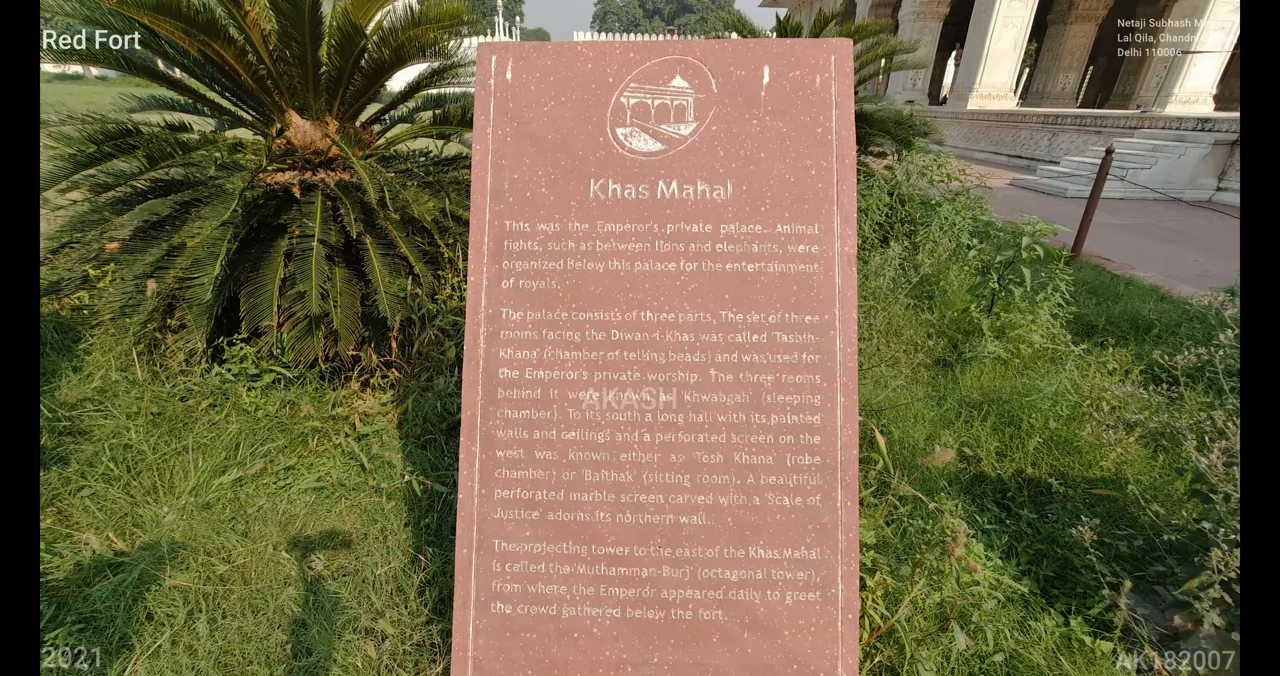 Red Fort
Netaji Subhash
Lal Qila,
Delhi 110006
Khas Mahal
This was the Emperor's private palace. Animal
fights, such as between lions and elephants, were
organized below this palace for the entertainment
of royals.
The palace consists of three parts, The set of three
rooms facing the Diwan-i-Khas was called 'Tasbih-
Khana' (chamber of telling beads) and was used for
the Emperor's private worship. The three rooms
behind it were known as 'Khwabgah' (sleeping
chamber). To its south a long hall with its painted
walls and ceilings and a perforated screen on the
west was known either as 'Tosh Khana' (robe
chamber) or 'Baithak' (sitting room). A beautiful
perforated marble screen carved with a 'Scale of
Justice' adorns its northern wall.
The projecting tower to the east of the Khas Mahal
is called the 'Muthamman-Burj' (octagonal tower),
from where the Emperor appeared daily to greet
the crowd gathered below the fort.
AKASH
2021
AK182007